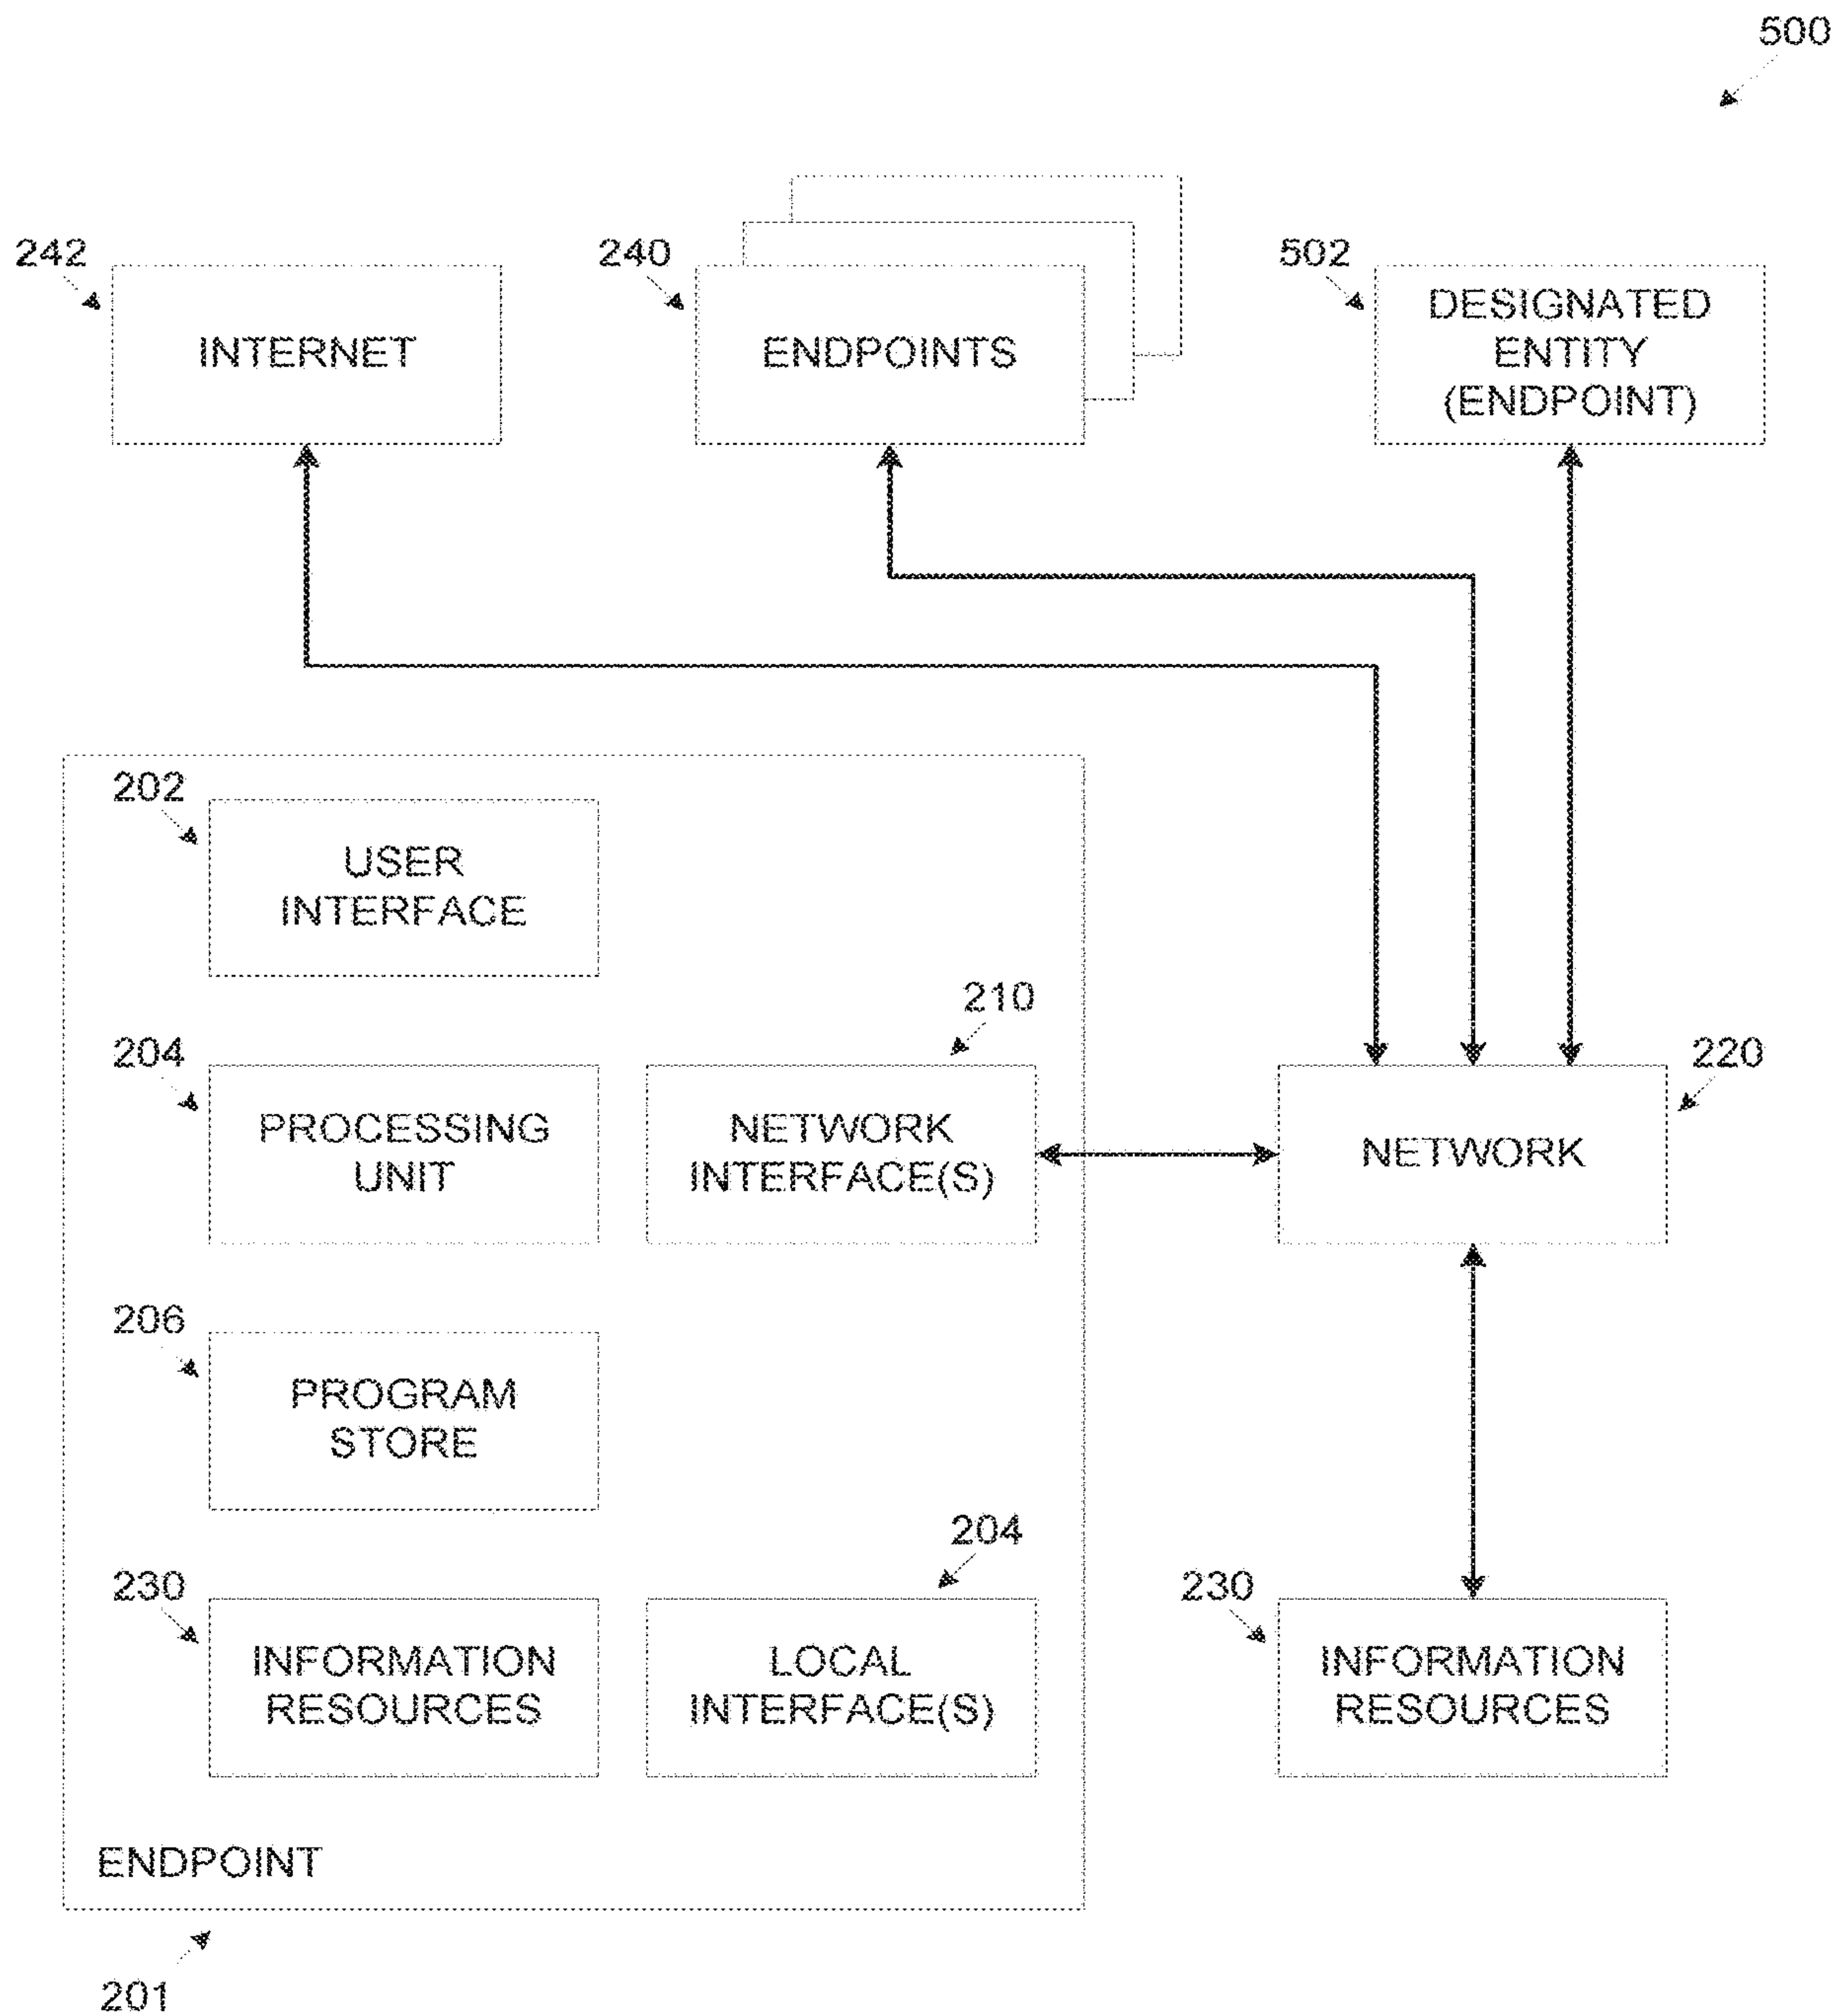 500
242
INTERNET
240
ENDPOINTS
502
DESIGNATED
ENTITY
(ENDPOINT)
202
USER
INTERFACE
204
PROCESSING
UNIT
210
NETWORK
INTERFACE(S)
220
NETWORK
206
PROGRAM
STORE
230
INFORMATION
RESOURCES
204
LOCAL
INTERFACE(S)
230
INFORMATION
RESOURCES
ENDPOINT
201